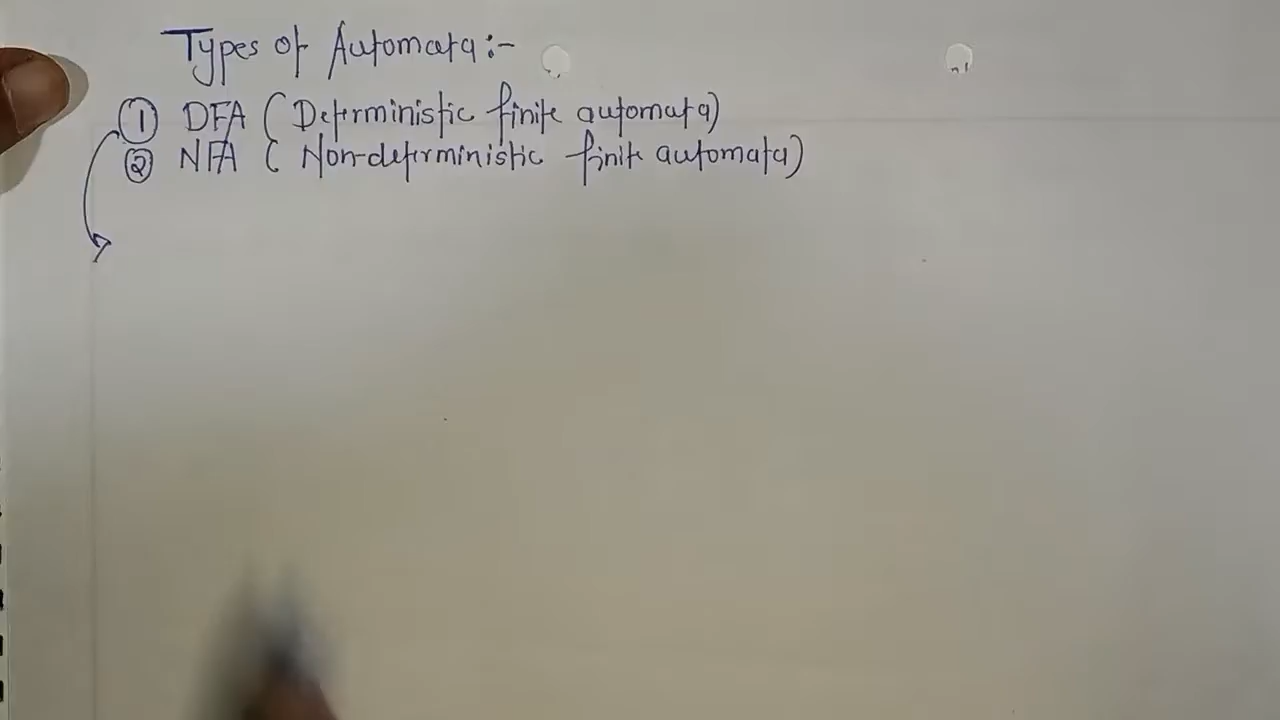 Types of Automata:-
① DFA ( Deterministic finite automata)
② NFA ( Non-deterministic finite automata)